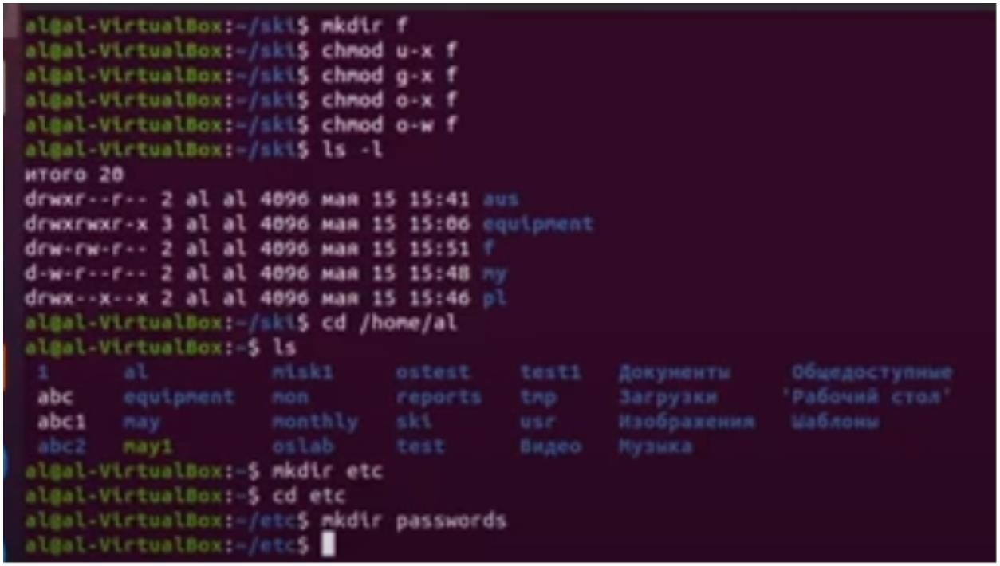 al@al-VirtualBox:~/ski$ mkdir f
al@al-VirtualBox:~/ski$ chmod u-x f
al@al-VirtualBox:~/ski$ chmod g-x f
al@al-VirtualBox:~/ski$ chmod o-x f
al@al-VirtualBox:~/ski$ chmod o-w f
al@al-VirtualBox:~/ski$ ls -l
итого 20
drwxr--r-- 2 al al 4096 мая 15 15:41 aus
drwxrwxr-x 3 al al 4096 мая 15 15:06 equipment
drw-rw-r-- 2 al al 4096 мая 15 15:51 f
d-w-r--r-- 2 al al 4096 мая 15 15:48 my
drwx--x--x 2 al al 4096 мая 15 15:46 pl
al@al-VirtualBox:~/ski$ cd /home/al
al@al-VirtualBox:~$ ls
1 al misk1 ostest test1 Документы Общедоступные
abc equipment mon reports tmp Загрузки 'Рабочий стол'
abc1 may monthly ski usr Изображения Шаблоны
abc2 may1 oslab test Видео Музыка
al@al-VirtualBox:~$ mkdir etc
al@al-VirtualBox:~$ cd etc
al@al-VirtualBox:~/etc$ mkdir passwords
al@al-VirtualBox:~/etc$